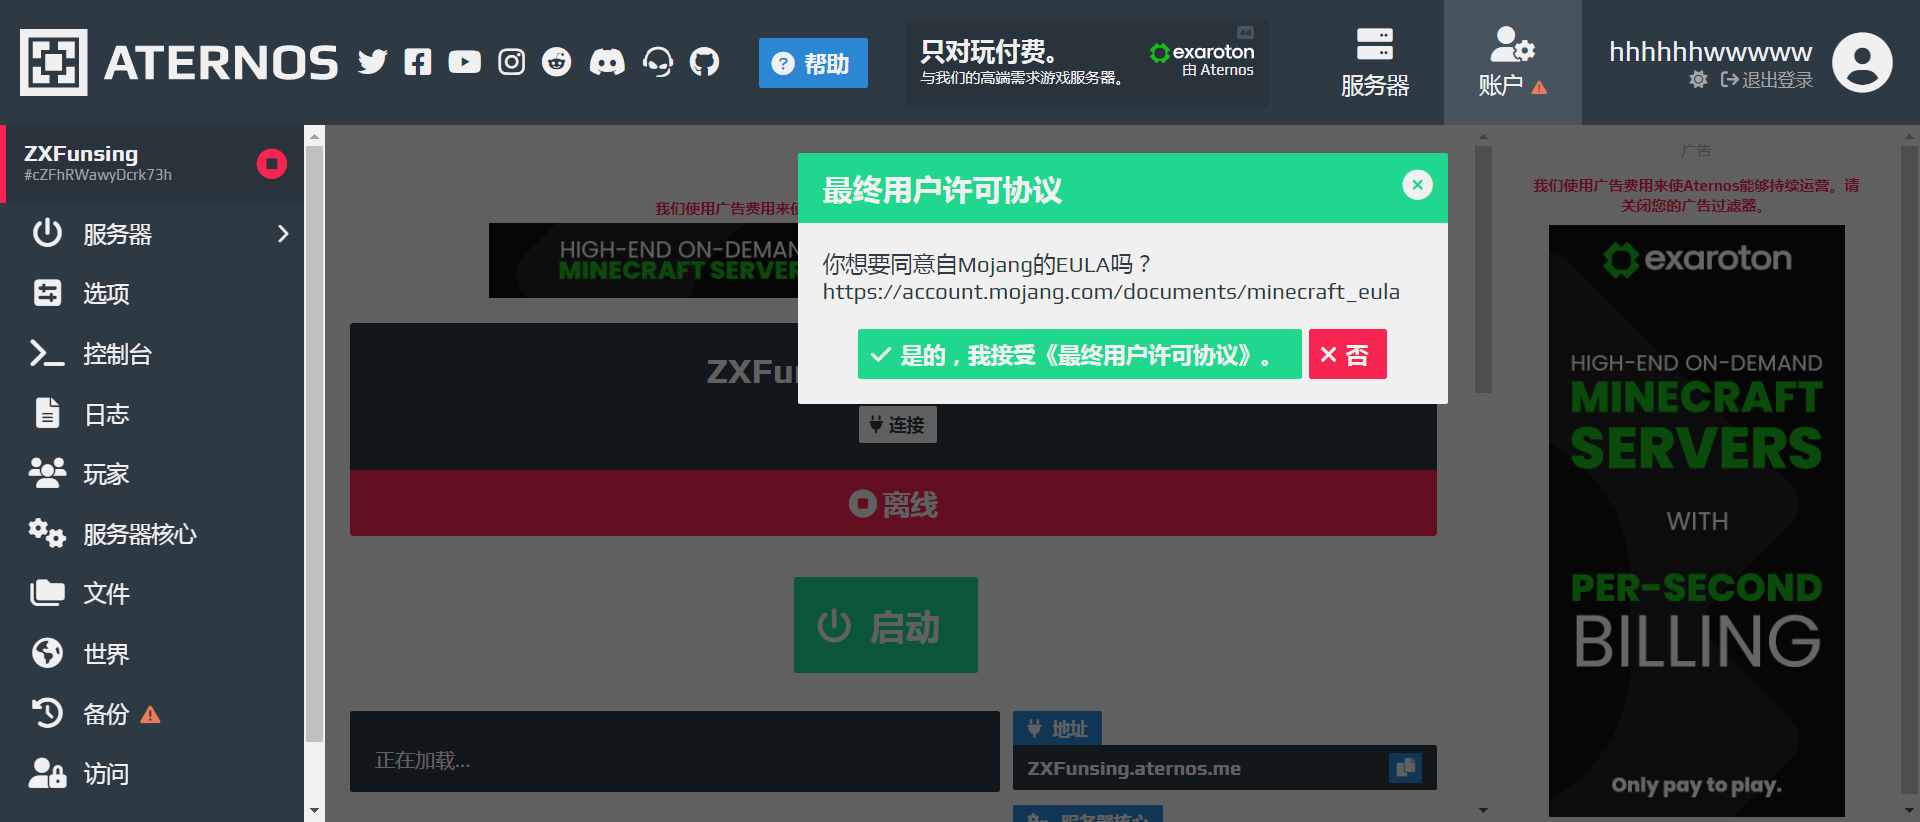 ATERNOS
帮助
只对玩付费。
与我们的高端需求游戏服务器。
Ad
exaroton
由 Aternos
服务器
账户
hhhhhhwwwww
退出登录
ZXFunsing
#cZFhRWawyDcrk73h
服务器
选项
控制台
日志
玩家
服务器核心
文件
世界
备份
访问
我们使用广告费用来使
HIGH-END ON-DEMAN
MINECRAFT SERVER
最终用户许可协议
你想要同意自Mojang的EULA吗？
https://account.mojang.com/documents/minecraft_eula
是的，我接受《最终用户许可协议》。
否
ZXFu
连接
离线
启动
正在加载...
地址
ZXFunsing.aternos.me
服务器核心
广告
我们使用广告费用来使Aternos能够持续运营。请
关闭您的广告过滤器。
exaroton
HIGH-END ON-DEMAND
MINECRAFT
SERVERS
WITH
PER-SECOND
BILLING
Only pay to play.